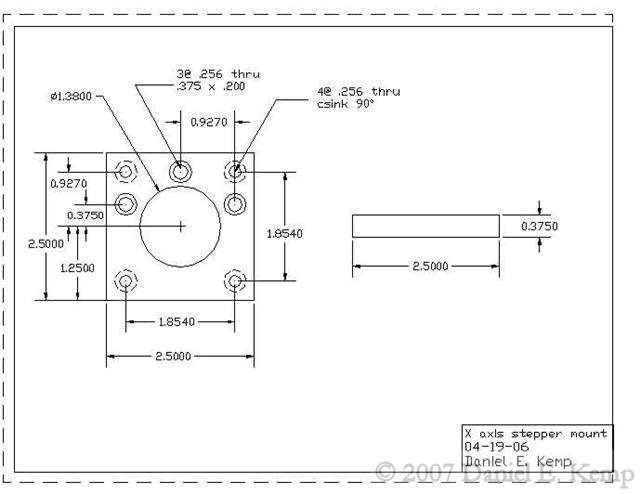 3@ .256 thru
.375 x .200
4@ .256 thru
csink 90°
ø1.3800
0.9270
0.9270
0.3750
2.5000
1.2500
1.8540
1.8540
2.5000
0.3750
2.5000
X axis stepper mount
04-19-06
Daniel E. Kemp
© 2007 Daniel E. Kemp